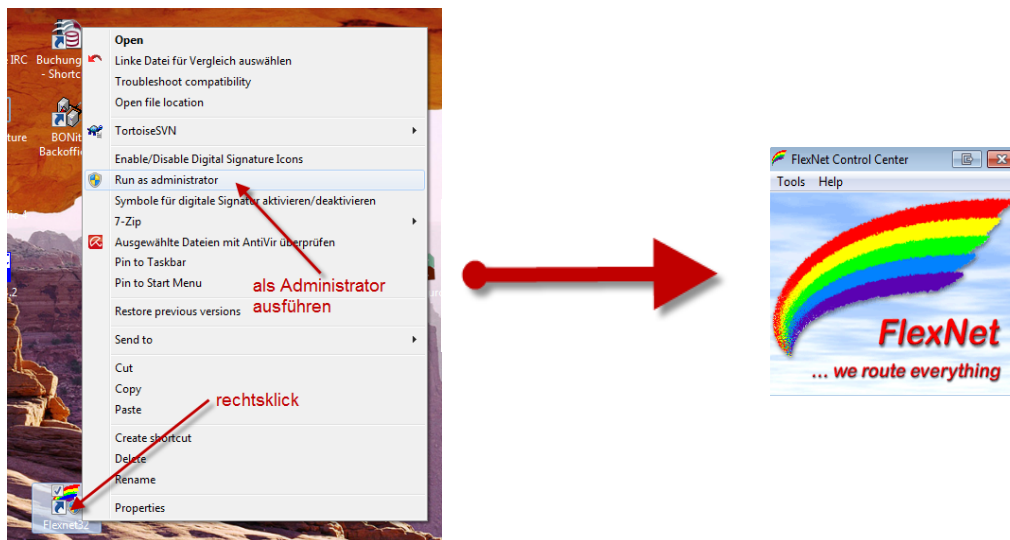 Open
IRC Buchung
- Shortc
Linke Datei für Vergleich auswählen
Troubleshoot compatibility
Open file location
ture BONit
Backoffi
TortoiseSVN
Enable/Disable Digital Signature Icons
Run as administrator
Symbole für digitale Signatur aktivieren/deaktivieren
7-Zip
Ausgewählte Dateien mit AntiVir überprüfen
Pin to Taskbar
Pin to Start Menu
als Administrator
ausführen
Restore previous versions
Send to
Cut
Copy
Paste
rechtsklick
Create shortcut
Delete
Rename
Properties
Flexnet32
FlexNet Control Center
Tools Help
FlexNet
... we route everything